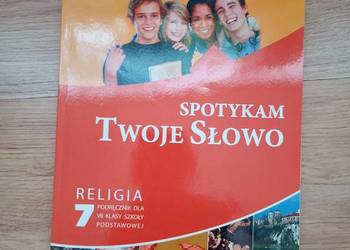 SPOTYKAM
TWOJE SŁOWO
RELIGIA
7
PODRĘCZNIK DLA
VII KLASY SZKOŁY
PODSTAWOWEJ